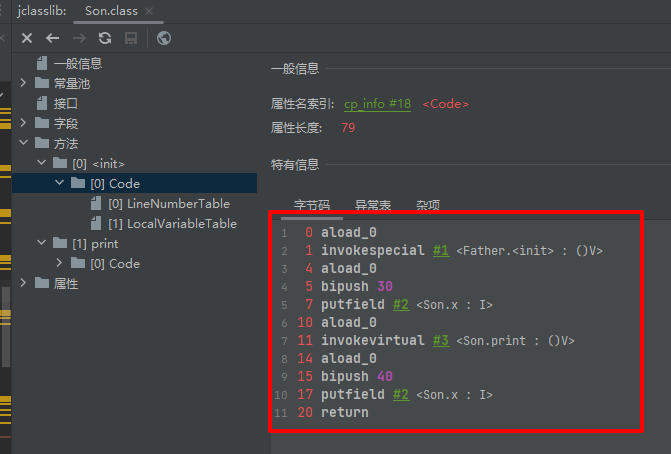 jclasslib: Son.class
一般信息
常量池
接口
字段
方法
[0] <init>
[0] Code
[0] LineNumberTable
[1] LocalVariableTable
[1] print
[0] Code
属性
一般信息
属性名索引: cp_info #18 <Code>
属性长度: 79
特有信息
字节码 异常表 杂项
1 0 aload_0
2 1 invokespecial #1 <Father.<init> : ()V>
3 4 aload_0
4 5 bipush 30
5 7 putfield #2 <Son.x : I>
6 10 aload_0
7 11 invokevirtual #3 <Son.print : ()V>
8 14 aload_0
9 15 bipush 40
10 17 putfield #2 <Son.x : I>
11 20 return